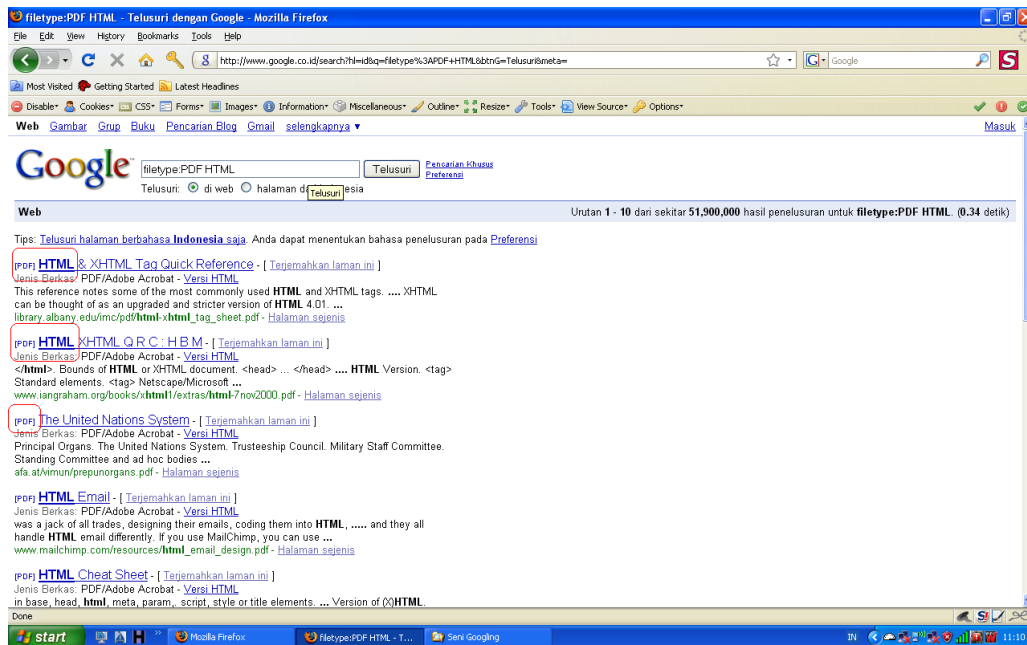 filetype:PDF HTML - Telusuri dengan Google - Mozilla Firefox
File Edit View History Bookmarks Tools Help
http://www.google.co.id/search?hl=id&q=filetype%3APDF+HTML&btnG=Telusuri&meta=
Google
Most Visited Getting Started Latest Headlines
Disable Cookies CSS Forms Images Information Miscellaneous Outline Resize Tools View Source Options
Web Gambar Grup Buku Pencarian Blog Gmail selengkapnya ▼ Masuk
Google
filetype:PDF HTML Telusuri Pencarian Khusus
Preferensi
Telusuri: di web halaman esia
Telusuri
Web Urutan 1 - 10 dari sekitar 51,900,000 hasil penelusuran untuk filetype:PDF HTML. (0.34 detik)
Tips: Telusuri halaman berbahasa Indonesia saja. Anda dapat menentukan bahasa penelusuran pada Preferensi
[PDF] HTML & XHTML Tag Quick Reference - [ Terjemahkan laman ini ]
Jenis Berkas: PDF/Adobe Acrobat - Versi HTML
This reference notes some of the most commonly used HTML and XHTML tags. .... XHTML
can be thought of as an upgraded and stricter version of HTML 4.01. ...
library.albany.edu/imc/pdf/html-xhtml_tag_sheet.pdf - Halaman sejenis
[PDF] HTML XHTML Q R C : H B M - [ Terjemahkan laman ini ]
Jenis Berkas: PDF/Adobe Acrobat - Versi HTML
</html>. Bounds of HTML or XHTML document. <head> ... </head> .... HTML Version. <tag>
Standard elements. <tag> Netscape/Microsoft ...
www.iangraham.org/books/xhtml1/extras/html-7nov2000.pdf - Halaman sejenis
[PDF] The United Nations System - [ Terjemahkan laman ini ]
Jenis Berkas: PDF/Adobe Acrobat - Versi HTML
Principal Organs. The United Nations System. Trusteeship Council. Military Staff Committee.
Standing Committee and ad hoc bodies ...
afa.at/vimun/prepunorgans.pdf - Halaman sejenis
[PDF] HTML Email - [ Terjemahkan laman ini ]
Jenis Berkas: PDF/Adobe Acrobat - Versi HTML
was a jack of all trades, designing their emails, coding them into HTML, ..... and they all
handle HTML email differently. If you use MailChimp, you can use ...
www.mailchimp.com/resources/html_email_design.pdf - Halaman sejenis
[PDF] HTML Cheat Sheet - [ Terjemahkan laman ini ]
Jenis Berkas: PDF/Adobe Acrobat - Versi HTML
in base, head, html, meta, param,. script, style or title elements. ... Version of (X)HTML.
Done
start Mozilla Firefox filetype:PDF HTML - T... Seni Googling IN 11:10